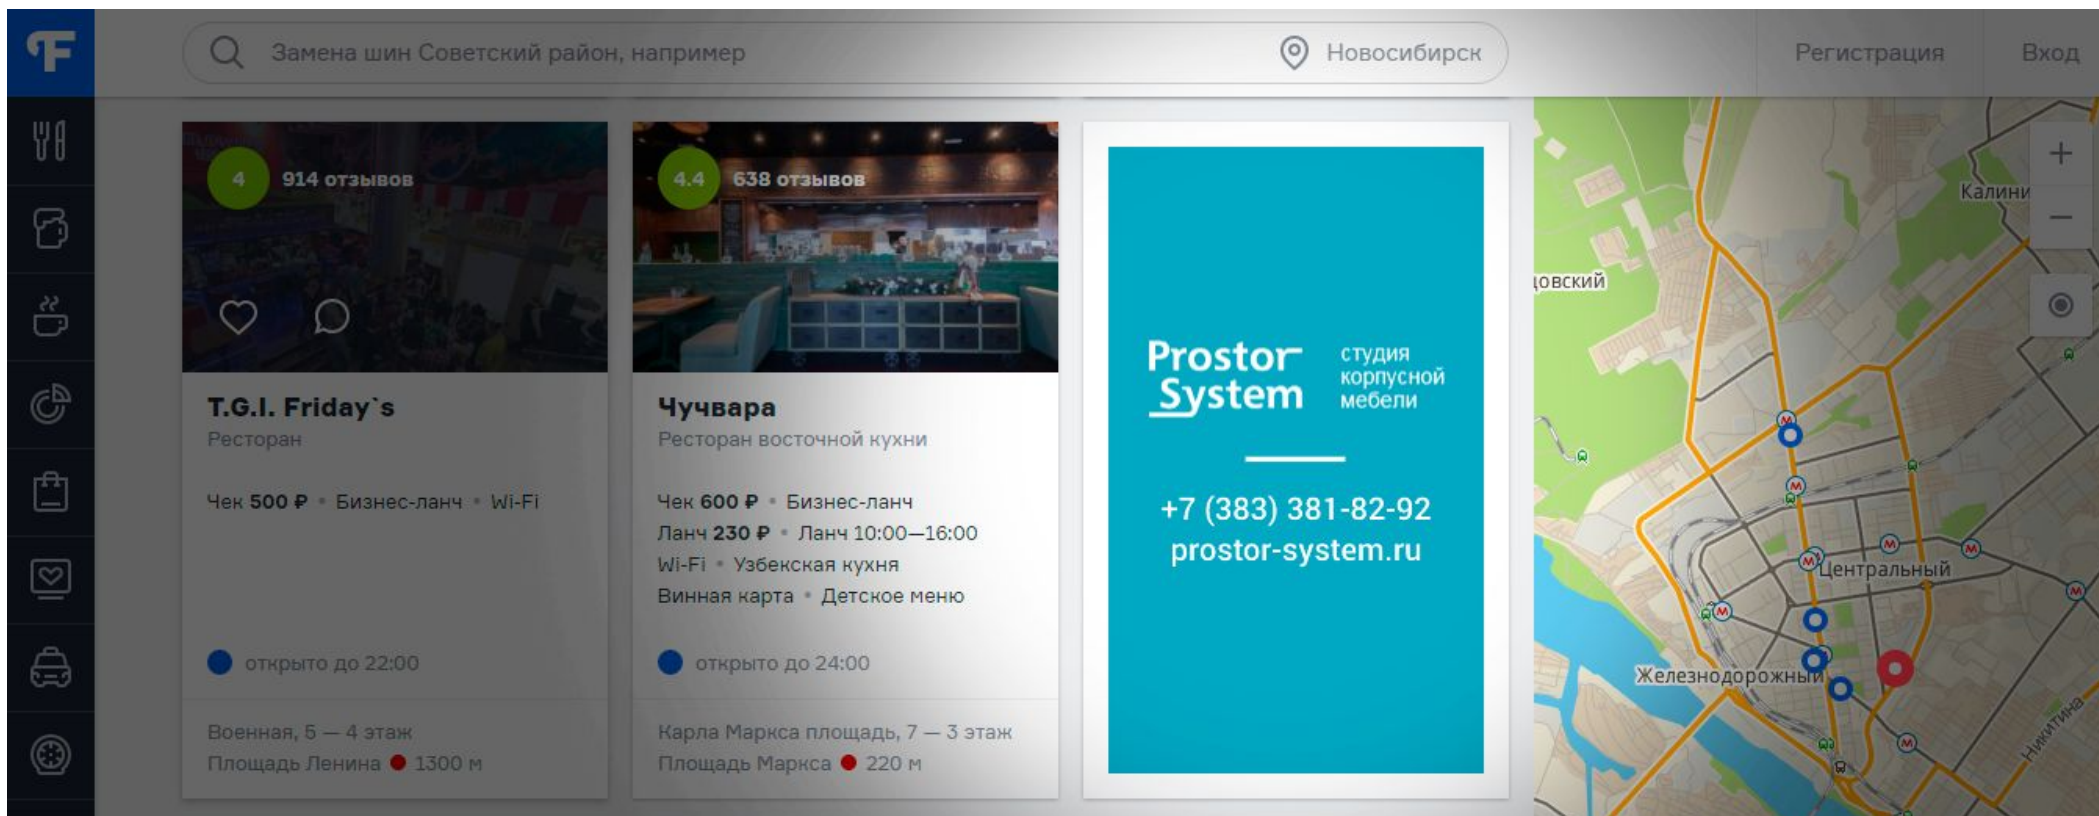 F
Замена шин Советский район, например
Новосибирск
Регистрация
Вход
4
914 отзывов
T.G.I. Friday`s
Ресторан
Чек 500 ₽ • Бизнес-ланч • Wi-Fi
открыто до 22:00
Военная, 5 — 4 этаж
Площадь Ленина ● 1300 м
4.4
638 отзывов
Чучвара
Ресторан восточной кухни
Чек 600 ₽ • Бизнес-ланч
Ланч 230 ₽ • Ланч 10:00—16:00
Wi-Fi • Узбекская кухня
Винная карта • Детское меню
открыто до 24:00
Карла Маркса площадь, 7 — 3 этаж
Площадь Маркса ● 220 м
Prostor
System
студия
корпусной
мебели
+7 (383) 381-82-92
prostor-system.ru
Калини
цовский
Центральный
Железнодорожный
Никитина